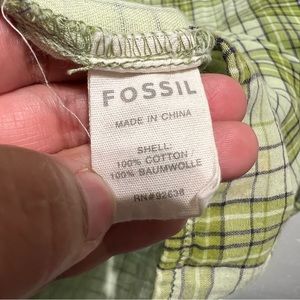 FOSSIL
MADE IN CHINA
SHELL:
100% COTTON /
100% BAUMWOLLE
RN#92638